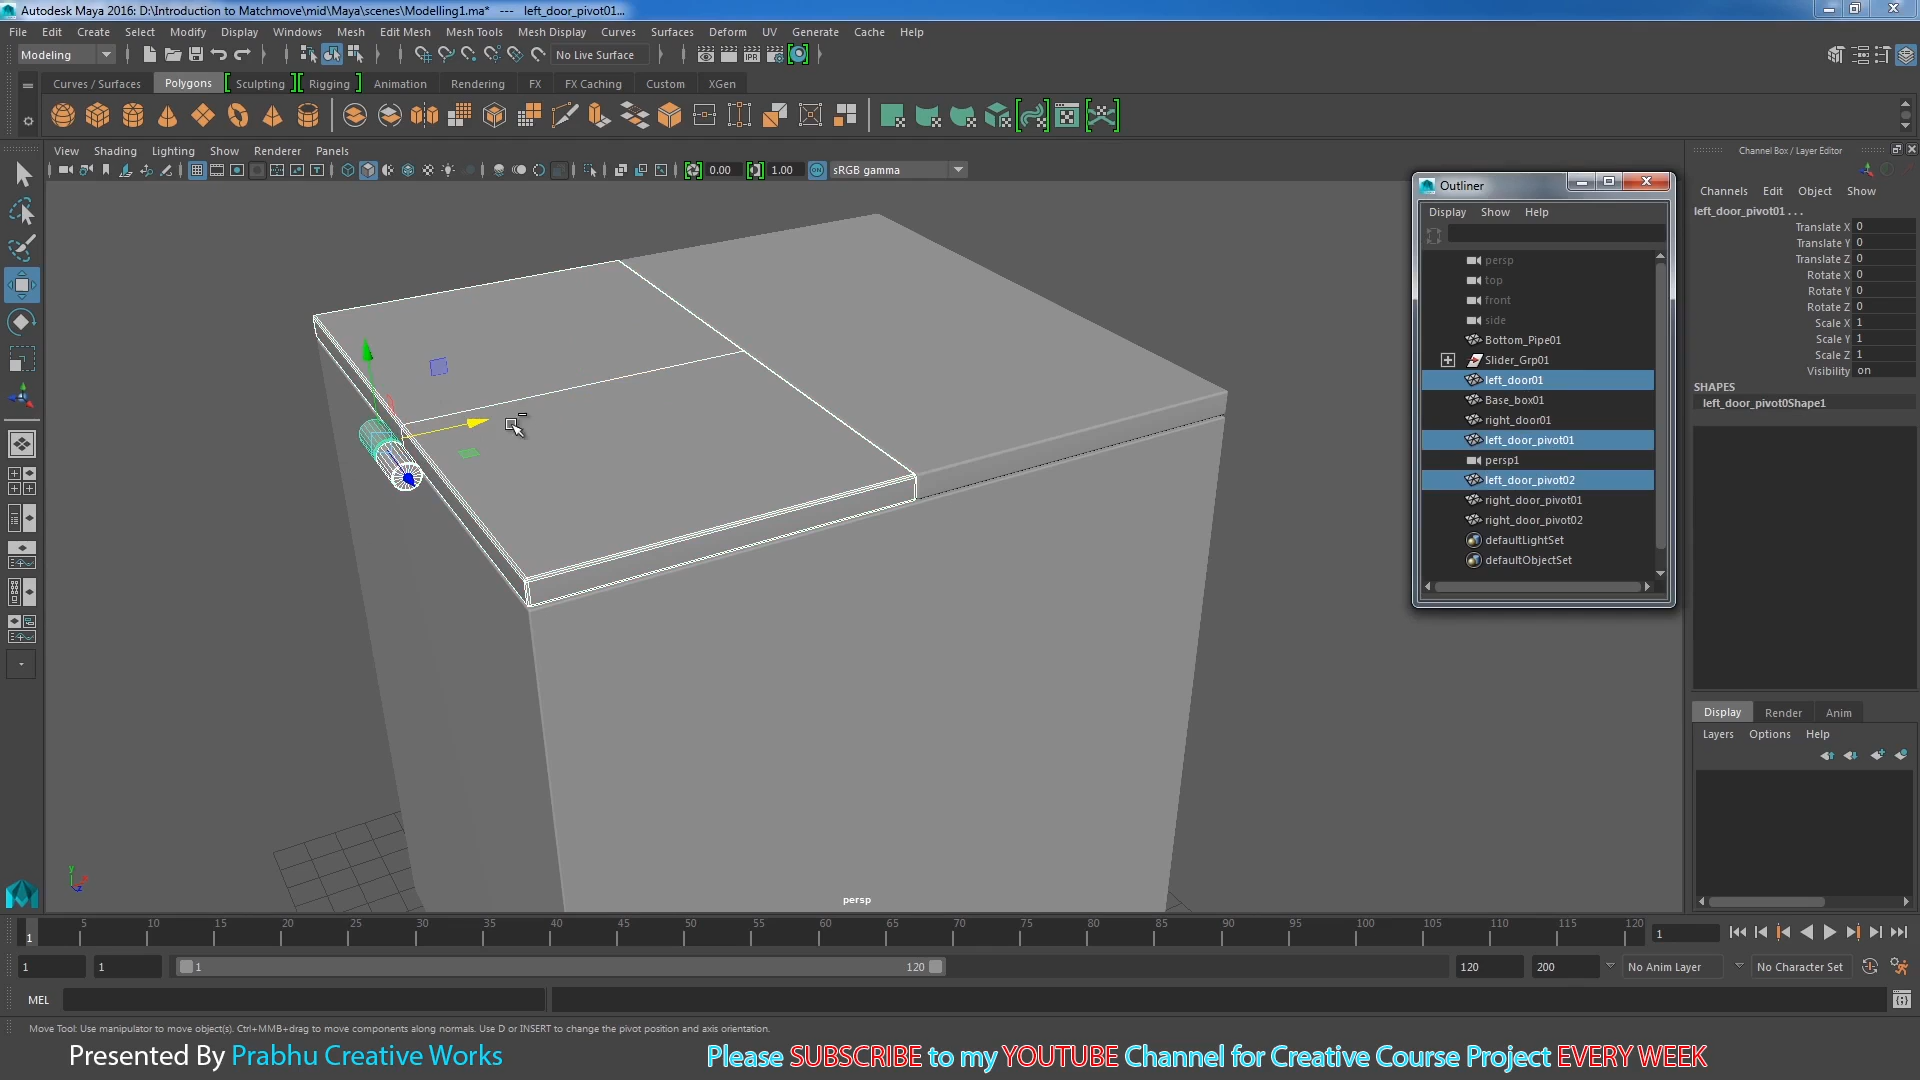 Autodesk Maya 2016: D:\Introduction to Matchmove\mid\Maya\scenes\Modelling1.ma* --- left_door_pivot01...
File Edit Create Select Modify Display Windows Mesh Edit Mesh Mesh Tools Mesh Display Curves Surfaces Deform UV Generate Cache Help
Modeling No Live Surface
Curves / Surfaces Polygons Sculpting Rigging Animation Rendering FX FX Caching Custom XGen
View Shading Lighting Show Renderer Panels
0.00 1.00 sRGB gamma
Outliner
Display Show Help
persp
top
front
side
Bottom_Pipe01
Slider_Grp01
left_door01
Base_box01
right_door01
left_door_pivot01
persp1
left_door_pivot02
right_door_pivot01
right_door_pivot02
defaultLightSet
defaultObjectSet
Channel Box / Layer Editor
Channels Edit Object Show
left_door_pivot01 . . .
Translate X 0
Translate Y 0
Translate Z 0
Rotate X 0
Rotate Y 0
Rotate Z 0
Scale X 1
Scale Y 1
Scale Z 1
Visibility on
SHAPES
left_door_pivot0Shape1
Display Render Anim
Layers Options Help
persp
1 5 10 15 20 25 30 35 40 45 50 55 60 65 70 75 80 85 90 95 100 105 110 115 120 1
1 1 1 120 120 200 No Anim Layer No Character Set
MEL
Move Tool: Use manipulator to move object(s). Ctrl+MMB+drag to move components along normals. Use D or INSERT to change the pivot position and axis orientation.
Presented By Prabhu Creative Works
Please SUBSCRIBE to my YOUTUBE Channel for Creative Course Project EVERY WEEK